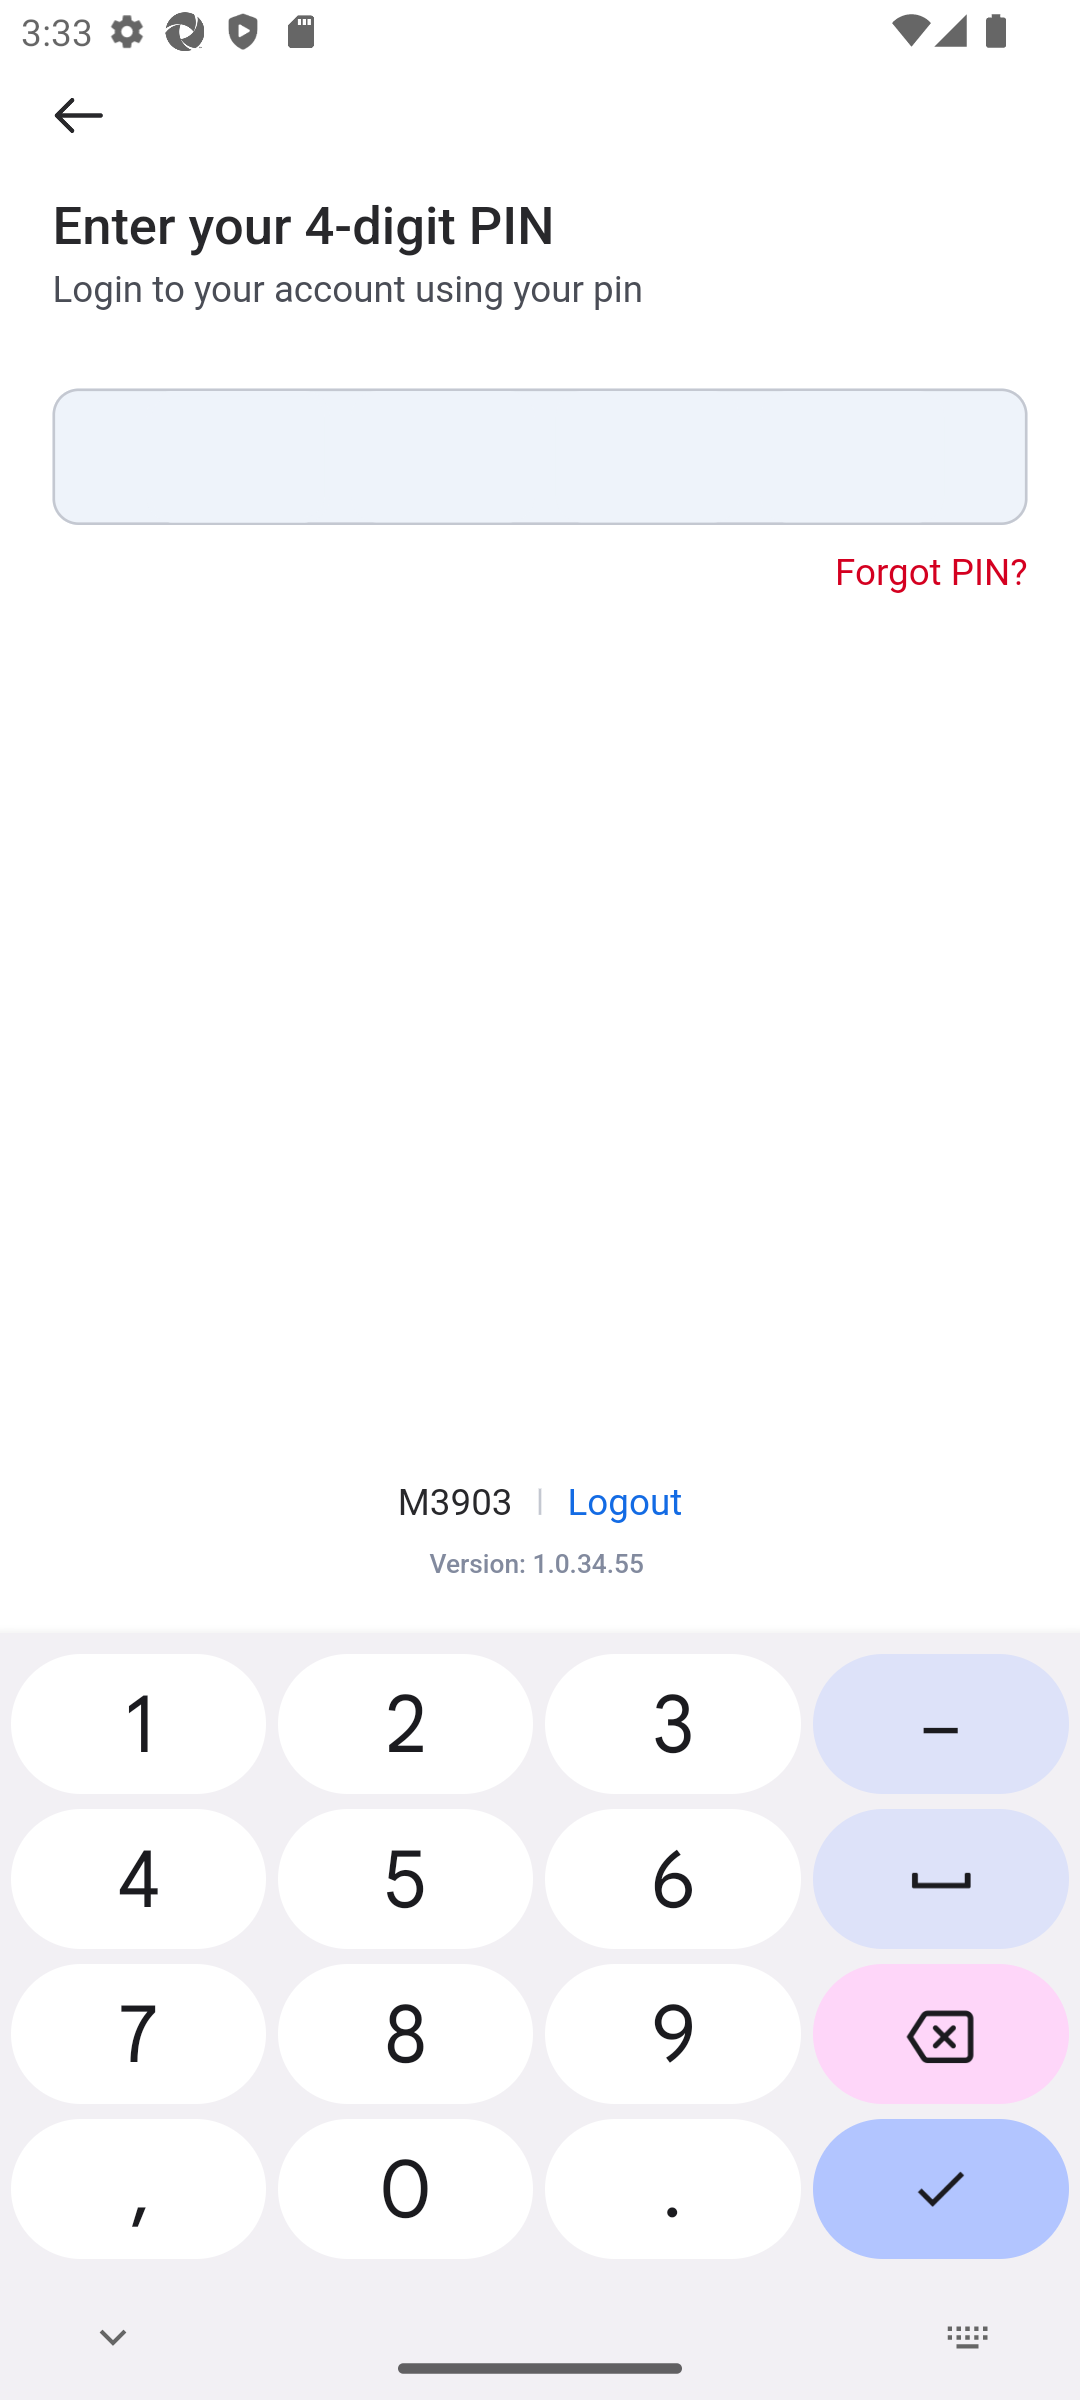 3:33
Enter your 4-digit PIN
Login to your account using your pin
Forgot PIN?
M3903 | Logout
Version: 1.0.34.55
1 2 3 –
4 5 6
7 8 9
, 0 .